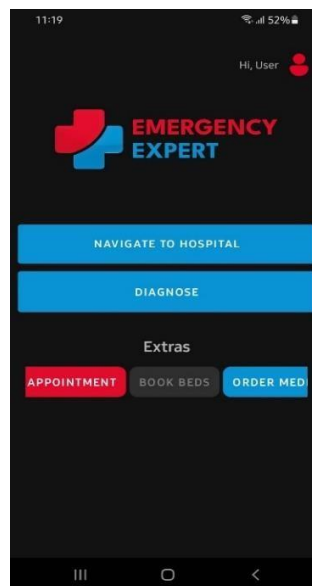 11:19 52%
Hi, User
EMERGENCY
EXPERT
NAVIGATE TO HOSPITAL
DIAGNOSE
Extras
APPOINTMENT BOOK BEDS ORDER MEDI